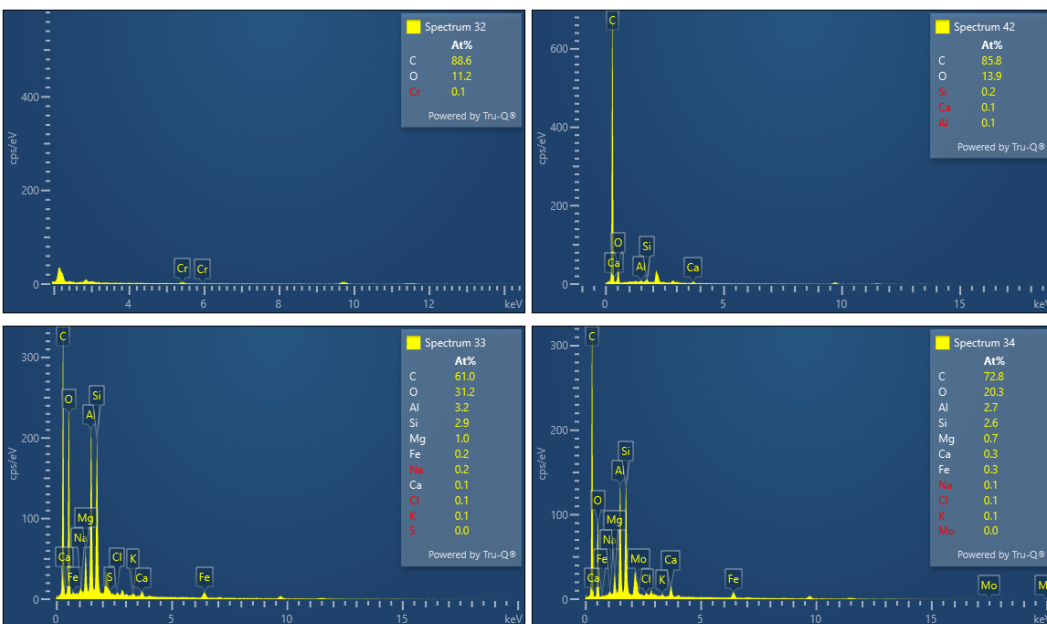 Spectrum 32
At%
C 88.6
O 11.2
Cr 0.1
Powered by Tru-Q®
cps/eV
400
200
0
Cr Cr
4 6 8 10 12 keV
Spectrum 42
At%
C 85.8
O 13.9
Si 0.2
Ca 0.1
Al 0.1
Powered by Tru-Q®
cps/eV
600
400
200
0
C
O
Si
Ca Al Ca
0 5 10 15 keV
Spectrum 33
At%
C 61.0
O 31.2
Al 3.2
Si 2.9
Mg 1.0
Fe 0.2
Na 0.2
Ca 0.1
Cl 0.1
K 0.1
S 0.0
Powered by Tru-Q®
cps/eV
300
200
100
0
C
O Si
Al
Mg
Na
Ca Cl K
Fe S Ca Fe
0 10 15 keV
Spectrum 34
At%
C 72.8
O 20.3
Al 2.7
Si 2.6
Mg 0.7
Ca 0.3
Fe 0.3
Na 0.1
Cl 0.1
K 0.1
Mo 0.0
Powered by Tru-Q®
cps/eV
300
200
100
0
C
Si
Al
O
Mg
Na
Fe Mo Ca
Ca Cl K Fe Mo
0 5 10 15 keV